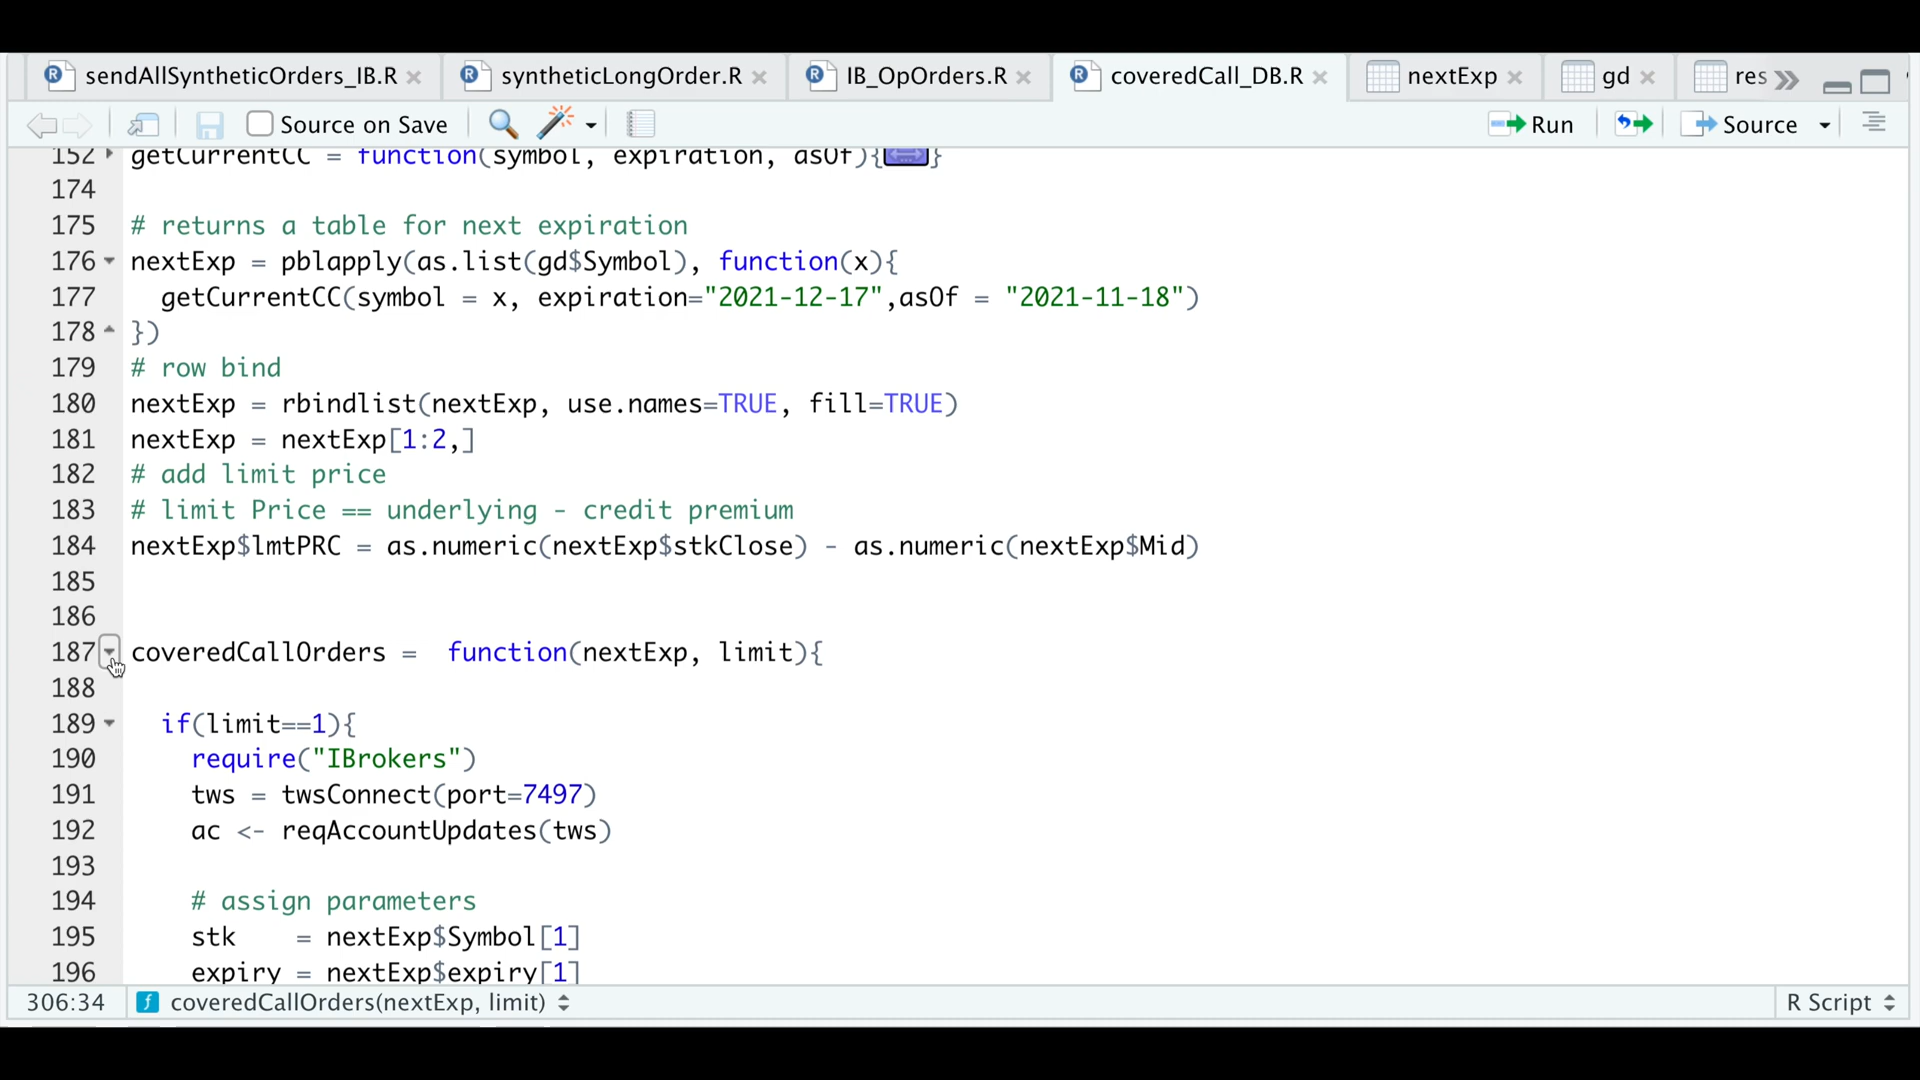 sendAllSyntheticOrders_IB.R
syntheticLongOrder.R
IB_OpOrders.R
coveredCall_DB.R
nextExp
gd
res
Source on Save
Run
Source
152 getCurrentCC = function(symbol, expiration, asOf){}
174
175 # returns a table for next expiration
176 nextExp = pblapply(as.list(gd$Symbol), function(x){
177 getCurrentCC(symbol = x, expiration="2021-12-17",asOf = "2021-11-18")
178 })
179 # row bind
180 nextExp = rbindlist(nextExp, use.names=TRUE, fill=TRUE)
181 nextExp = nextExp[1:2,]
182 # add limit price
183 # limit Price == underlying - credit premium
184 nextExp$lmtPRC = as.numeric(nextExp$stkClose) - as.numeric(nextExp$Mid)
185
186
187 coveredCallOrders =  function(nextExp, limit){
188
189 if(limit==1){
190 require("IBrokers")
191 tws = twsConnect(port=7497)
192 ac <- reqAccountUpdates(tws)
193
194 # assign parameters
195 stk    = nextExp$Symbol[1]
196 expiry = nextExp$expiry[1]
306:34
coveredCallOrders(nextExp, limit)
R Script